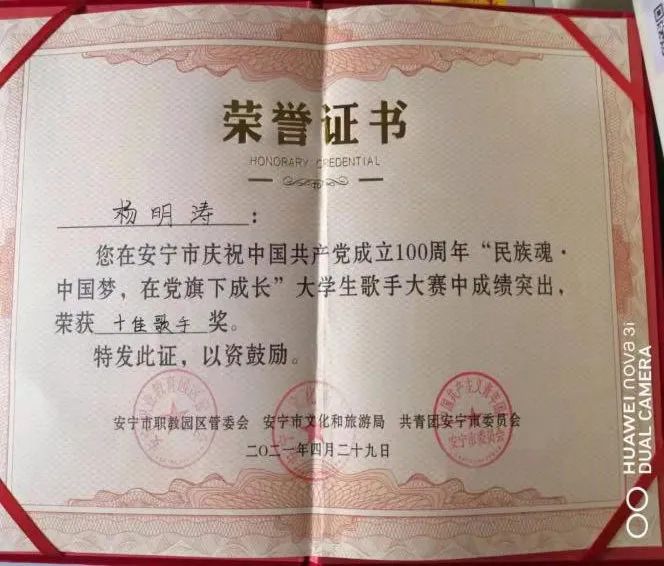 荣誉证书
HONORARY CREDENTIAL
杨明涛：
您在安宁市庆祝中国共产党成立100周年“民族魂·
中国梦，在党旗下成长”大学生歌手大赛中成绩突出，
荣获 十佳歌手 奖。
特发此证，以资鼓励。
安宁市职教园区管委会 安宁市文化和旅游局 共青团安宁市委员会
二〇二一年四月二十九日
HUAWEI nova 3i
DUAL CAMERA